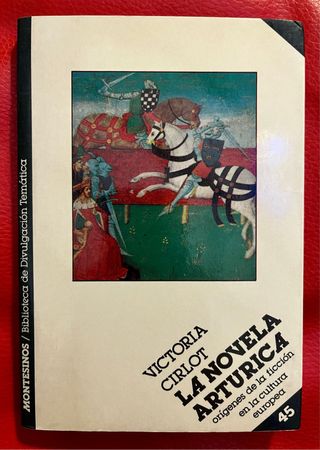 MONTESINOS / Biblioteca de Divulgación Temática
VICTORIA
CIRLOT
LA NOVELA
ARTURICA
orígenes de la ficción
en la cultura
europea
45